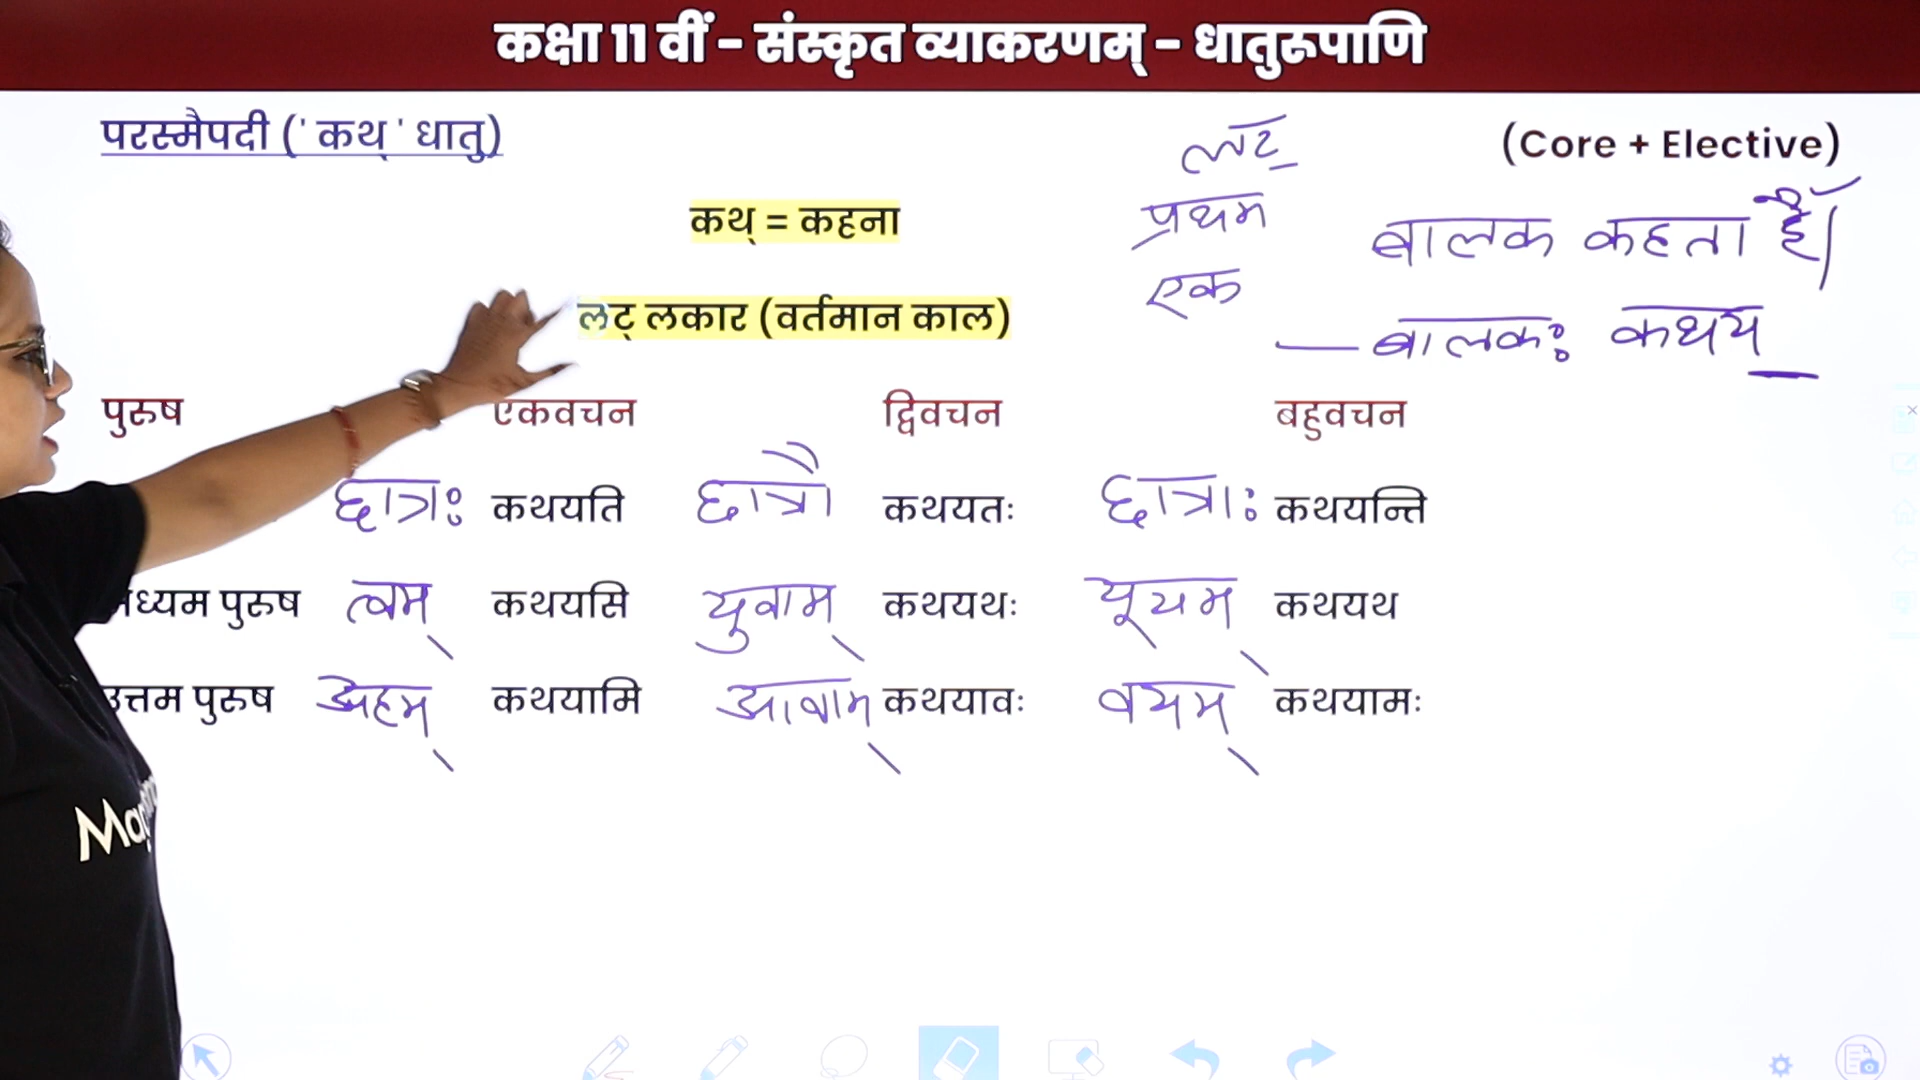 कक्षा 11 वीं - संस्कृत व्याकरणम् - धातुरूपाणि
परस्मैपदी (' कथ् ' धातु)
(Core + Elective)
लट्
कथ् = कहना
प्रथम
बालक कहता है।
एक
लट् लकार (वर्तमान काल)
बालकः कथय
पुरुष एकवचन द्विवचन बहुवचन
छात्रः कथयति छात्रौ कथयतः छात्राः कथयन्ति
मध्यम पुरुष त्वम् कथयसि युवाम् कथयथः यूयम् कथयथ
उत्तम पुरुष अहम् कथयामि आवाम् कथयावः वयम् कथयामः